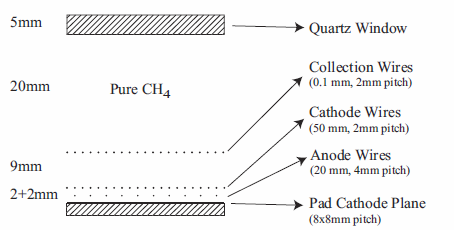 5mm
Quartz Window
20mm
Pure CH4
Collection Wires
(0.1 mm, 2mm pitch)
Cathode Wires
(50 mm, 2mm pitch)
9mm
Anode Wires
(20 mm, 4mm pitch)
2+2mm
Pad Cathode Plane
(8x8mm pitch)